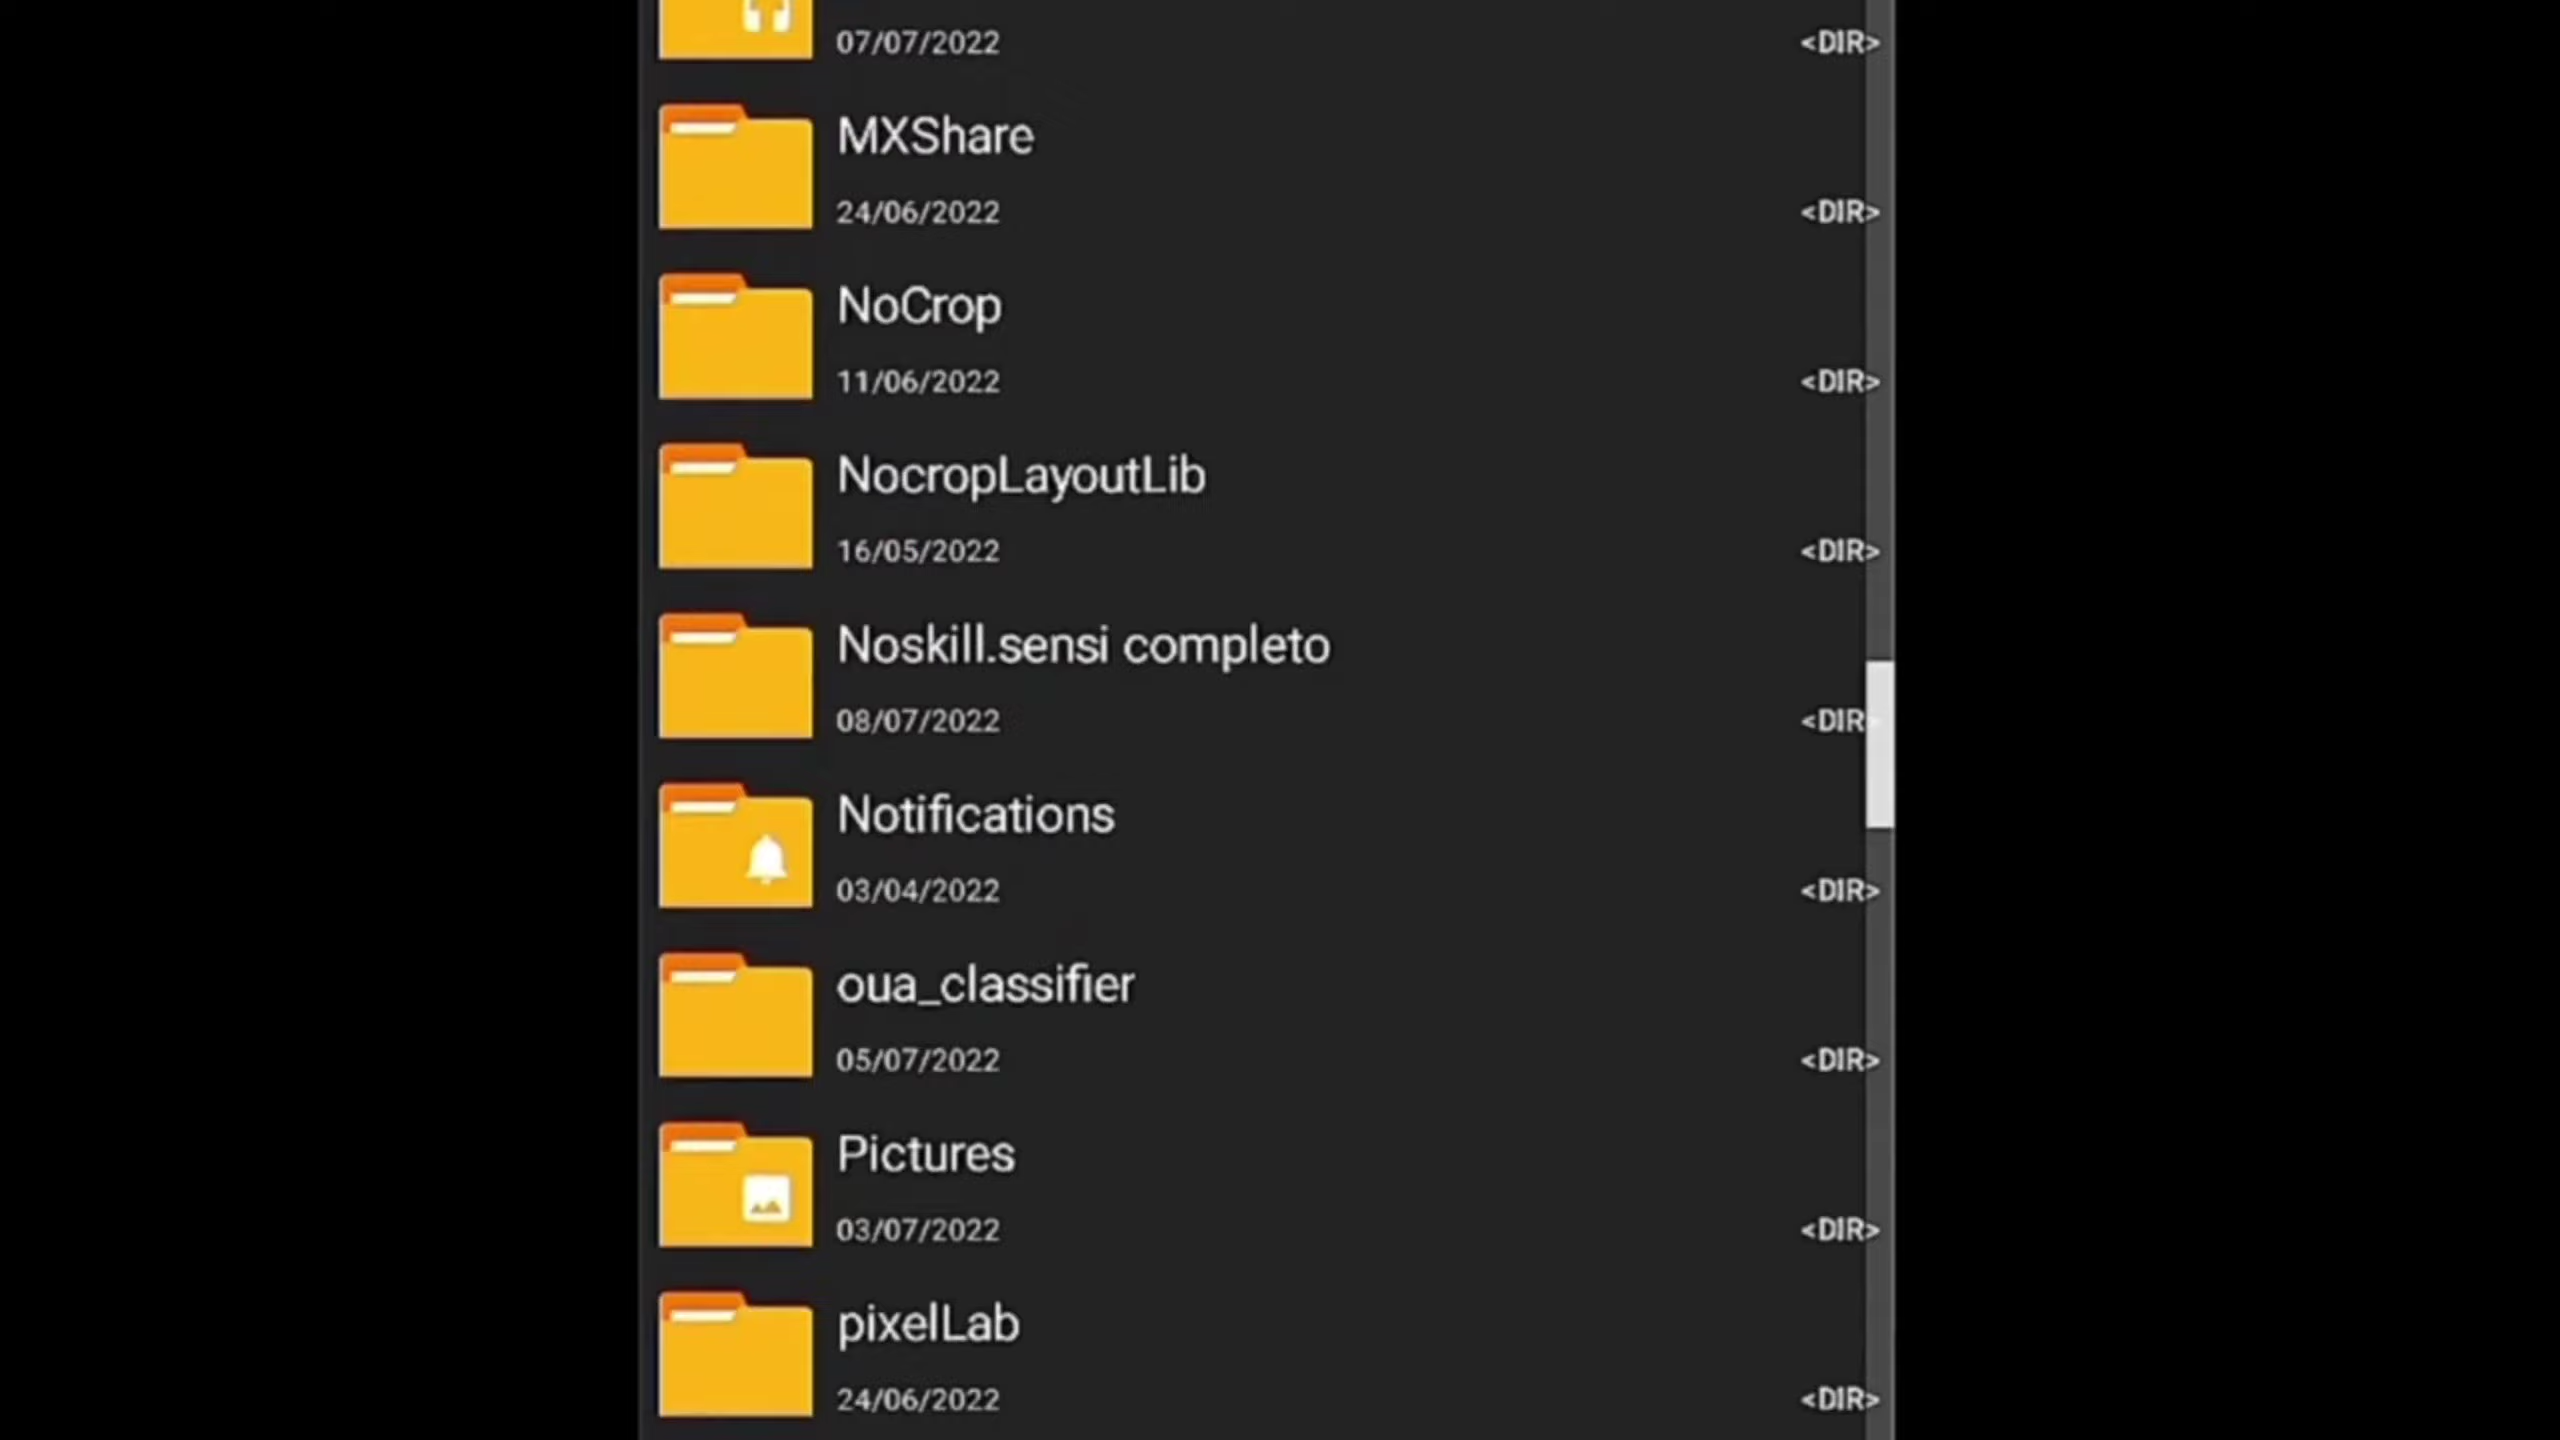 07/07/2022 <DIR>
MXShare
24/06/2022 <DIR>
NoCrop
11/06/2022 <DIR>
NocropLayoutLib
16/05/2022 <DIR>
Noskill.sensi completo
08/07/2022 <DIR>
Notifications
03/04/2022 <DIR>
oua_classifier
05/07/2022 <DIR>
Pictures
03/07/2022 <DIR>
pixelLab
24/06/2022 <DIR>